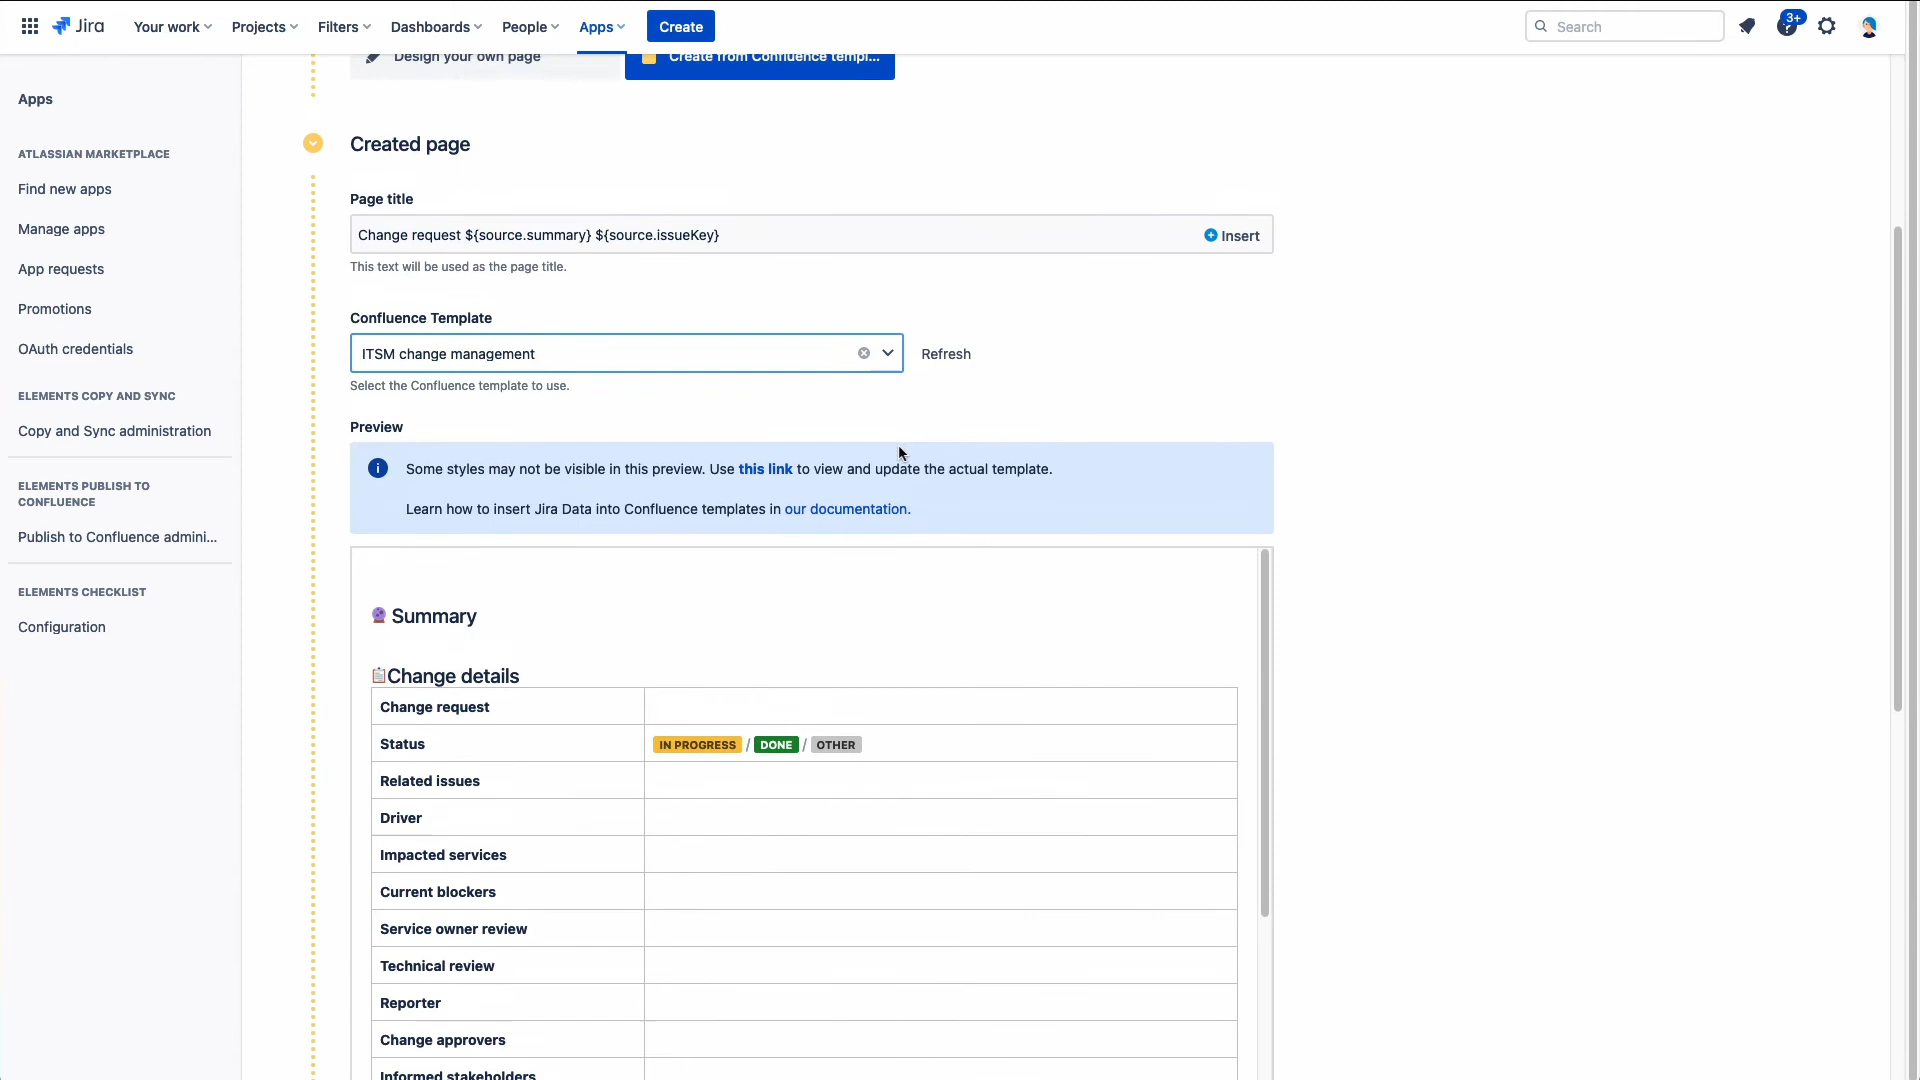 Jira
Your work
Projects
Filters
Dashboards
People
Apps
Create
Search
3+
Apps
ATLASSIAN MARKETPLACE
Find new apps
Manage apps
App requests
Promotions
OAuth credentials
ELEMENTS COPY AND SYNC
Copy and Sync administration
ELEMENTS PUBLISH TO
CONFLUENCE
Publish to Confluence admini...
ELEMENTS CHECKLIST
Configuration
Design your own page
Create from Confluence templ...
Created page
Page title
Change request ${source.summary} ${source.issueKey}
Insert
This text will be used as the page title.
Confluence Template
ITSM change management
Refresh
Select the Confluence template to use.
Preview
Some styles may not be visible in this preview. Use this link to view and update the actual template.
Learn how to insert Jira Data into Confluence templates in our documentation.
Summary
Change details
Change request
Status
IN PROGRESS / DONE / OTHER
Related issues
Driver
Impacted services
Current blockers
Service owner review
Technical review
Reporter
Change approvers
Informed stakeholders